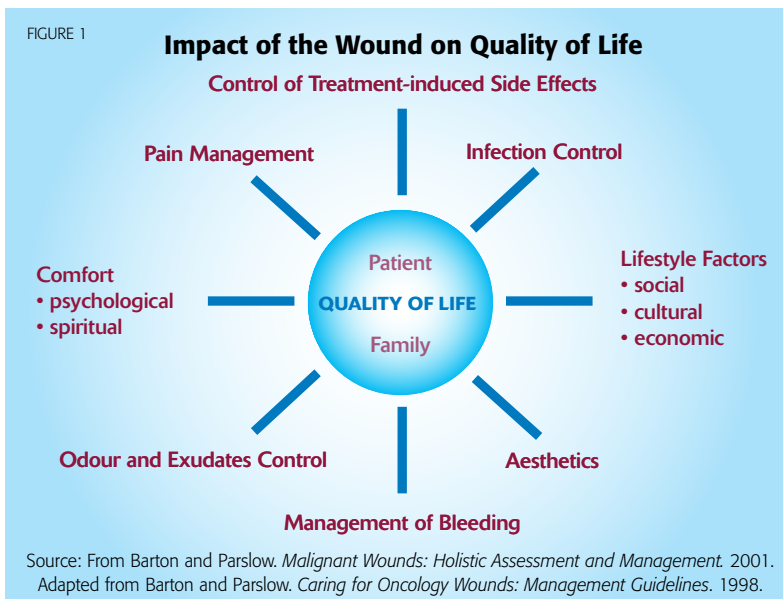 FIGURE 1
Impact of the Wound on Quality of Life
Control of Treatment-induced Side Effects
Pain Management
Infection Control
Comfort
• psychological
• spiritual
Patient
QUALITY OF LIFE
Family
Lifestyle Factors
• social
• cultural
• economic
Odour and Exudates Control
Aesthetics
Management of Bleeding
Source: From Barton and Parslow. Malignant Wounds: Holistic Assessment and Management. 2001.
Adapted from Barton and Parslow. Caring for Oncology Wounds: Management Guidelines. 1998.